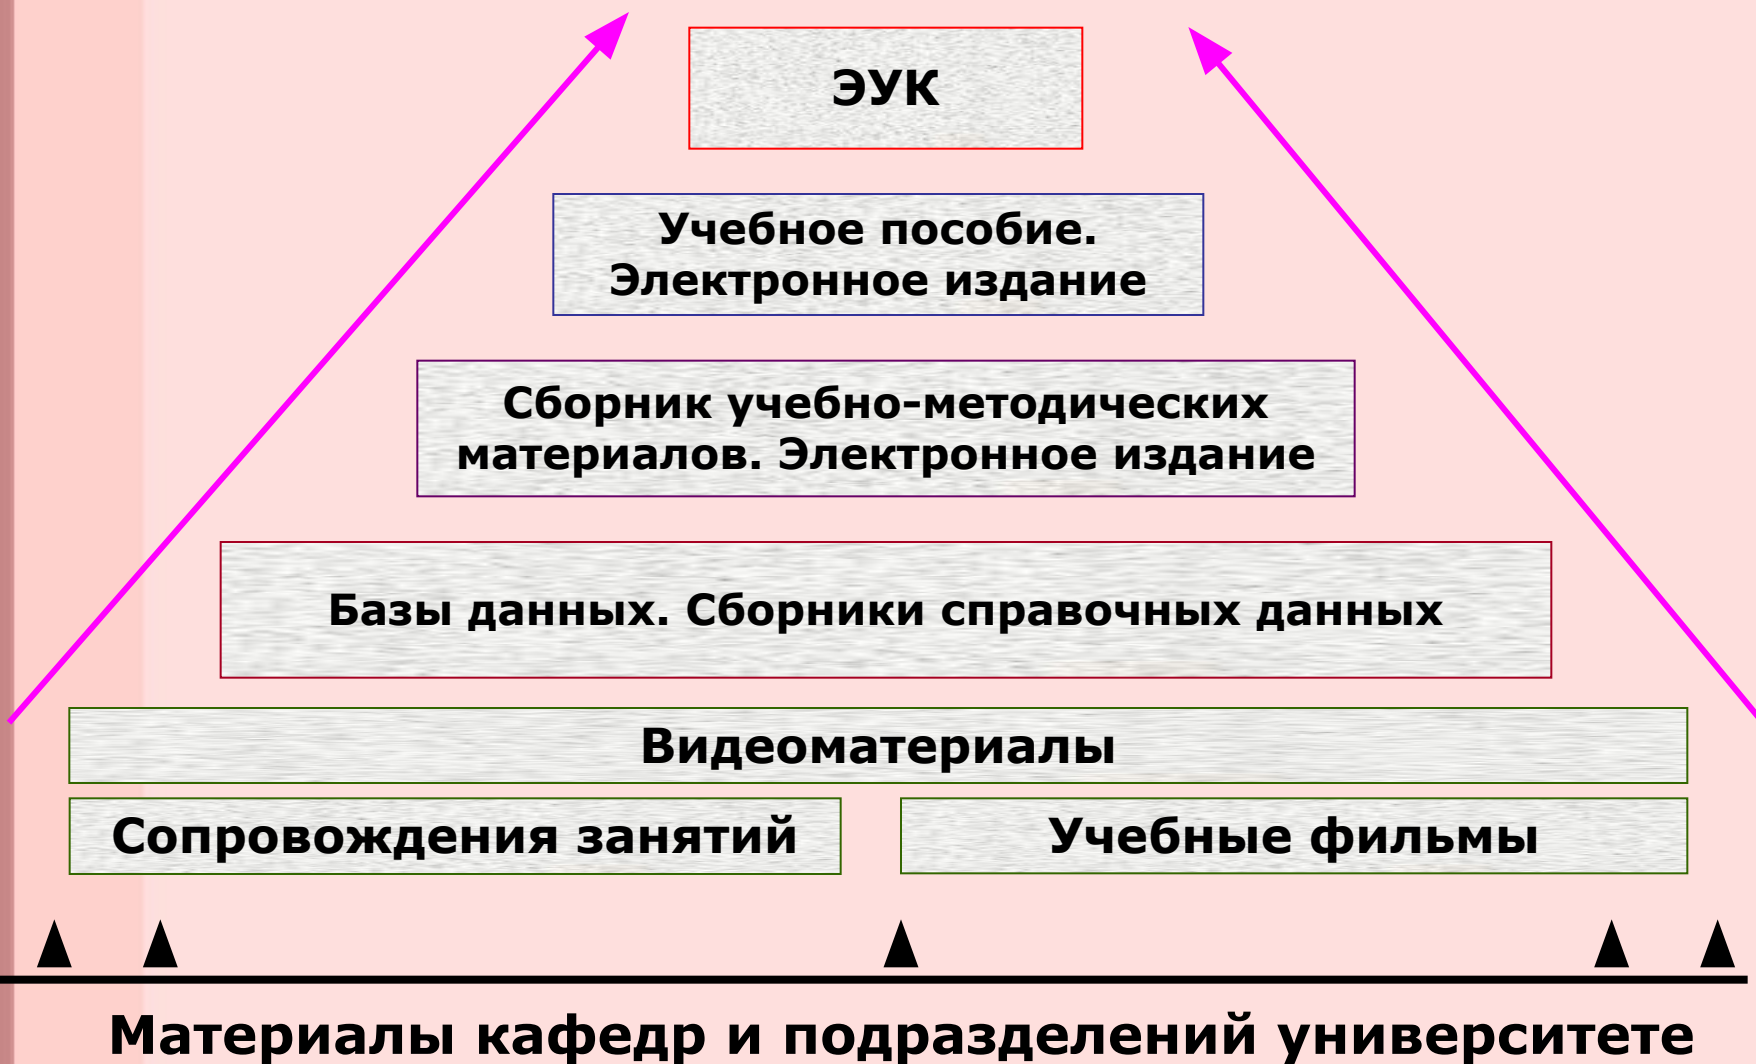 ЭУК
Учебное пособие.
Электронное издание
Сборник учебно-методических
материалов. Электронное издание
Базы данных. Сборники справочных данных
Видеоматериалы
Сопровождения занятий
Учебные фильмы
Материалы кафедр и подразделений университете